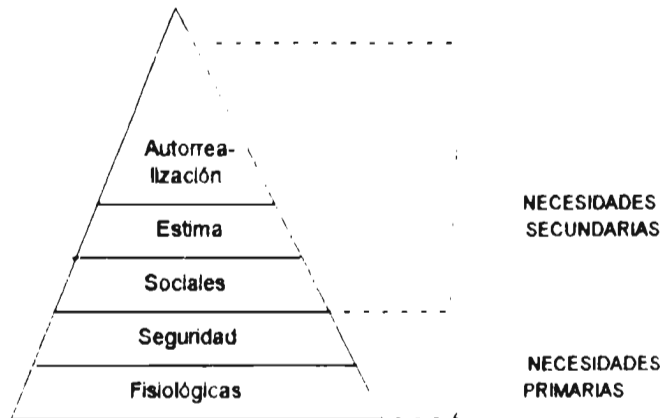 Autorrea-
lización
Estima
Sociales
Seguridad
Fisiológicas
NECESIDADES
SECUNDARIAS
NECESIDADES
PRIMARIAS